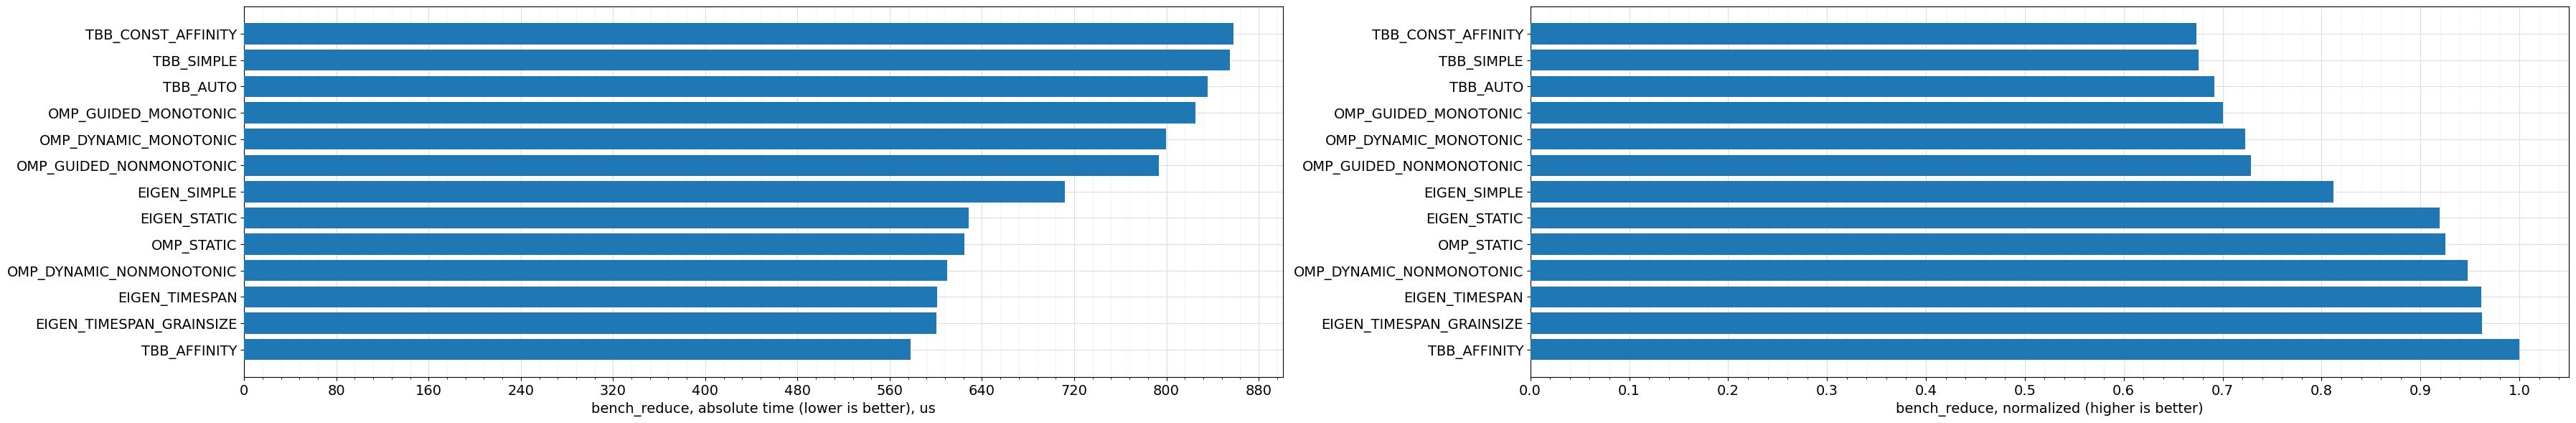 TBB_CONST_AFFINITY
TBB_SIMPLE
TBB_AUTO
OMP_GUIDED_MONOTONIC
OMP_DYNAMIC_MONOTONIC
OMP_GUIDED_NONMONOTONIC
EIGEN_SIMPLE
EIGEN_STATIC
OMP_STATIC
OMP_DYNAMIC_NONMONOTONIC
EIGEN_TIMESPAN
EIGEN_TIMESPAN_GRAINSIZE
TBB_AFFINITY
0 80 160 240 320 400 480 560 640 720 800 880
bench_reduce, absolute time (lower is better), us
TBB_CONST_AFFINITY
TBB_SIMPLE
TBB_AUTO
OMP_GUIDED_MONOTONIC
OMP_DYNAMIC_MONOTONIC
OMP_GUIDED_NONMONOTONIC
EIGEN_SIMPLE
EIGEN_STATIC
OMP_STATIC
OMP_DYNAMIC_NONMONOTONIC
EIGEN_TIMESPAN
EIGEN_TIMESPAN_GRAINSIZE
TBB_AFFINITY
0.0 0.1 0.2 0.3 0.4 0.5 0.6 0.7 0.8 0.9 1.0
bench_reduce, normalized (higher is better)